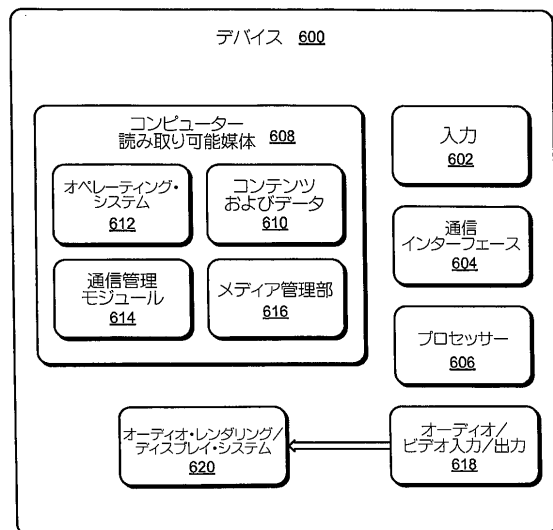 デバイス 600
コンピューター
読み取り可能媒体 608
オペレーティング・
システム
612
コンテンツ
およびデータ
610
通信管理
モジュール
614
メディア管理部
616
入力
602
通信
インターフェース
604
プロセッサー
606
オーディオ・レンダリング/
ディスプレイ・システム
620
オーディオ/
ビデオ入力/出力
618